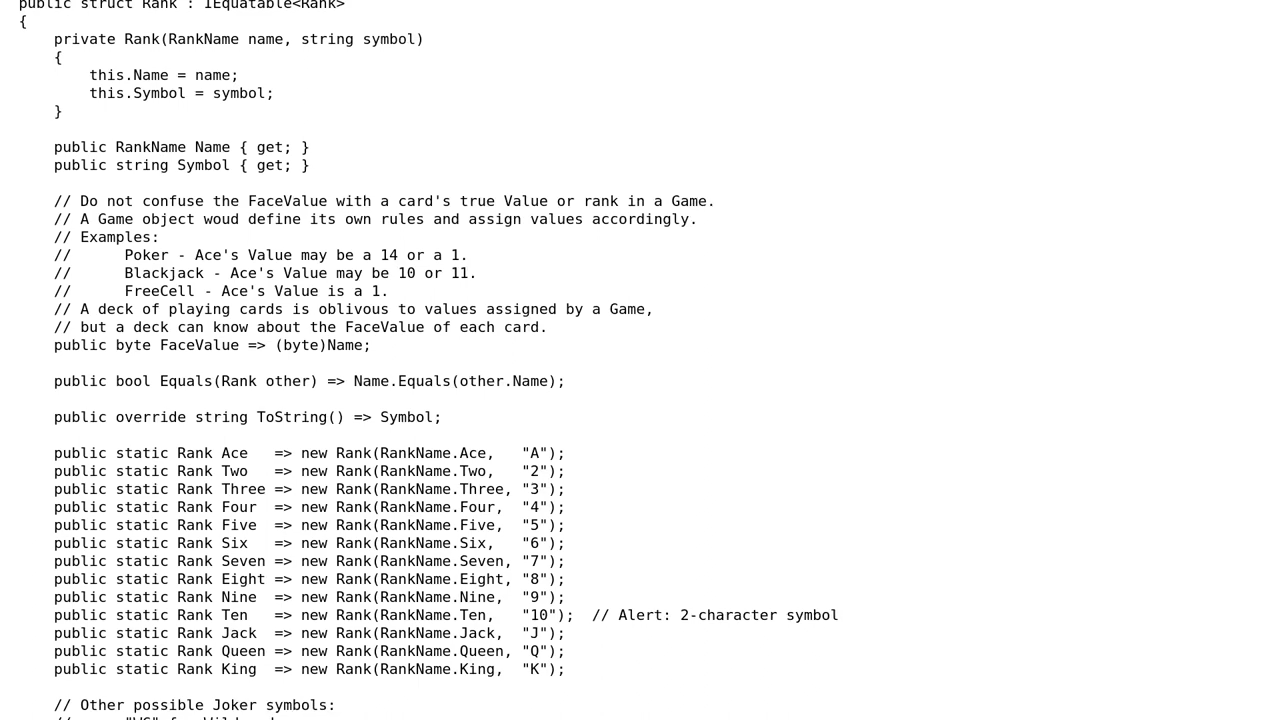 public struct Rank : IEquatable<Rank>
{
    private Rank(RankName name, string symbol)
    {
        this.Name = name;
        this.Symbol = symbol;
    }

    public RankName Name { get; }
    public string Symbol { get; }

    // Do not confuse the FaceValue with a card's true Value or rank in a Game.
    // A Game object woud define its own rules and assign values accordingly.
    // Examples:
    //      Poker - Ace's Value may be a 14 or a 1.
    //      Blackjack - Ace's Value may be 10 or 11.
    //      FreeCell - Ace's Value is a 1.
    // A deck of playing cards is oblivous to values assigned by a Game,
    // but a deck can know about the FaceValue of each card.
    public byte FaceValue => (byte)Name;

    public bool Equals(Rank other) => Name.Equals(other.Name);

    public override string ToString() => Symbol;

    public static Rank Ace   => new Rank(RankName.Ace,   "A");
    public static Rank Two   => new Rank(RankName.Two,   "2");
    public static Rank Three => new Rank(RankName.Three, "3");
    public static Rank Four  => new Rank(RankName.Four,  "4");
    public static Rank Five  => new Rank(RankName.Five,  "5");
    public static Rank Six   => new Rank(RankName.Six,   "6");
    public static Rank Seven => new Rank(RankName.Seven, "7");
    public static Rank Eight => new Rank(RankName.Eight, "8");
    public static Rank Nine  => new Rank(RankName.Nine,  "9");
    public static Rank Ten   => new Rank(RankName.Ten,   "10");  // Alert: 2-character symbol
    public static Rank Jack  => new Rank(RankName.Jack,  "J");
    public static Rank Queen => new Rank(RankName.Queen, "Q");
    public static Rank King  => new Rank(RankName.King,  "K");

    // Other possible Joker symbols: